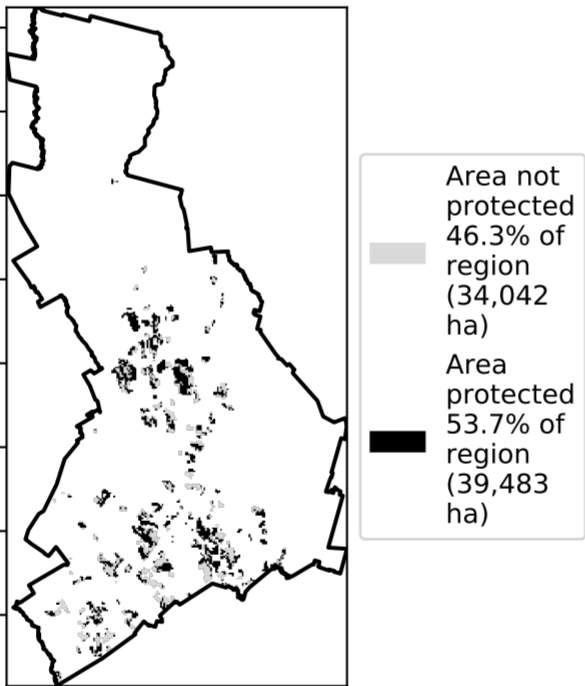 Area not
protected
46.3% of
region
(34,042
ha)
Area
protected
53.7% of
region
(39,483
ha)